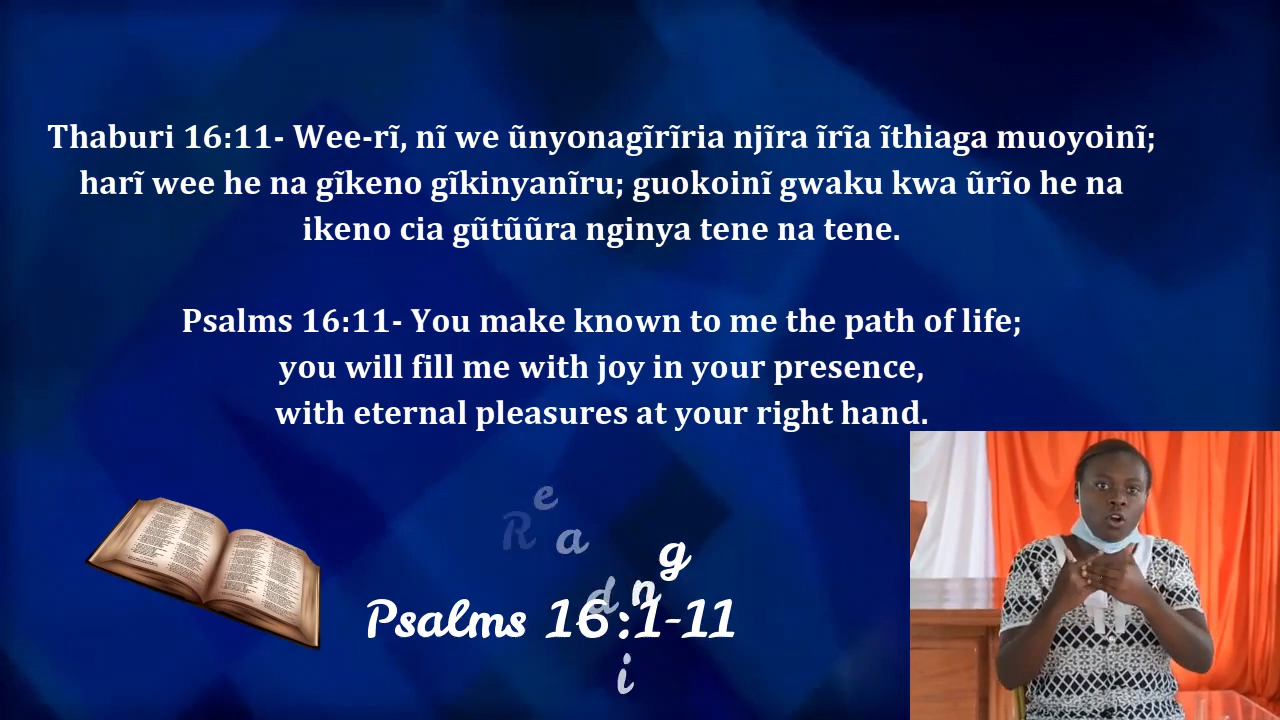 Thaburi 16:11- Wee-rĩ, nĩ we ũnyonagĩrĩria njĩra ĩrĩa ĩthiaga muoyoinĩ;
harĩ wee he na gĩkeno gĩkinyanĩru; guokoinĩ gwaku kwa ũrĩo he na
ikeno cia gũtũũra nginya tene na tene.
Psalms 16:11- You make known to me the path of life;
you will fill me with joy in your presence,
with eternal pleasures at your right hand.
Reading
Psalms 16:1-11